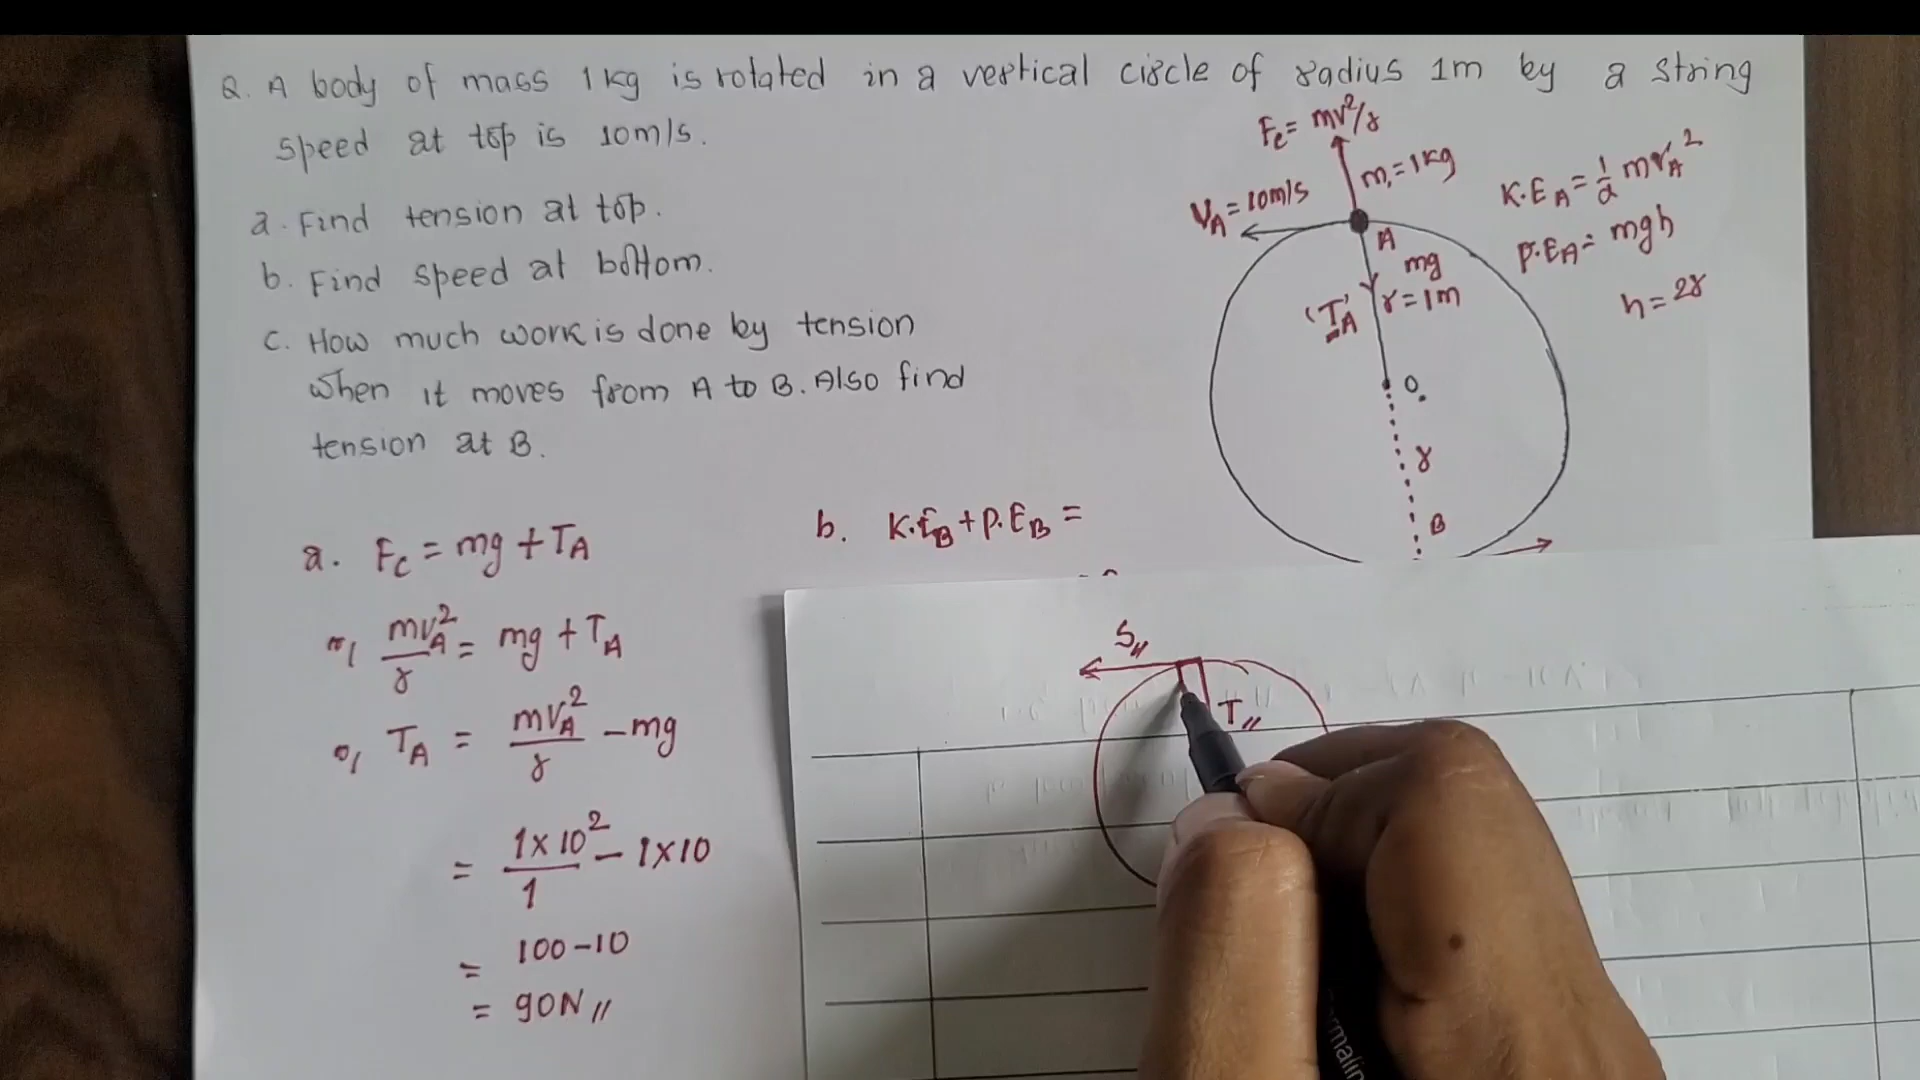 Q. A body of mass 1kg is rotated in a vertical circle of radius 1m by a string
speed at top is 10m/s.
a. Find tension at top.
b. Find speed at bottom.
c. How much work is done by tension
when it moves from A to B. Also find
tension at B.
Fc = mv²/r
m = 1kg
VA = 10m/s
A
mg
'TA'
r = 1m
O
r
B
K.EA = 1/2 mvA²
P.EA = mgh
h = 2r
a. Fc = mg + TA
or, mvA²/r = mg + TA
or, TA = mvA²/r - mg
= 1×10²/1 - 1×10
= 100-10
= 90N //
b. K.EB + P.EB =
S//
T//